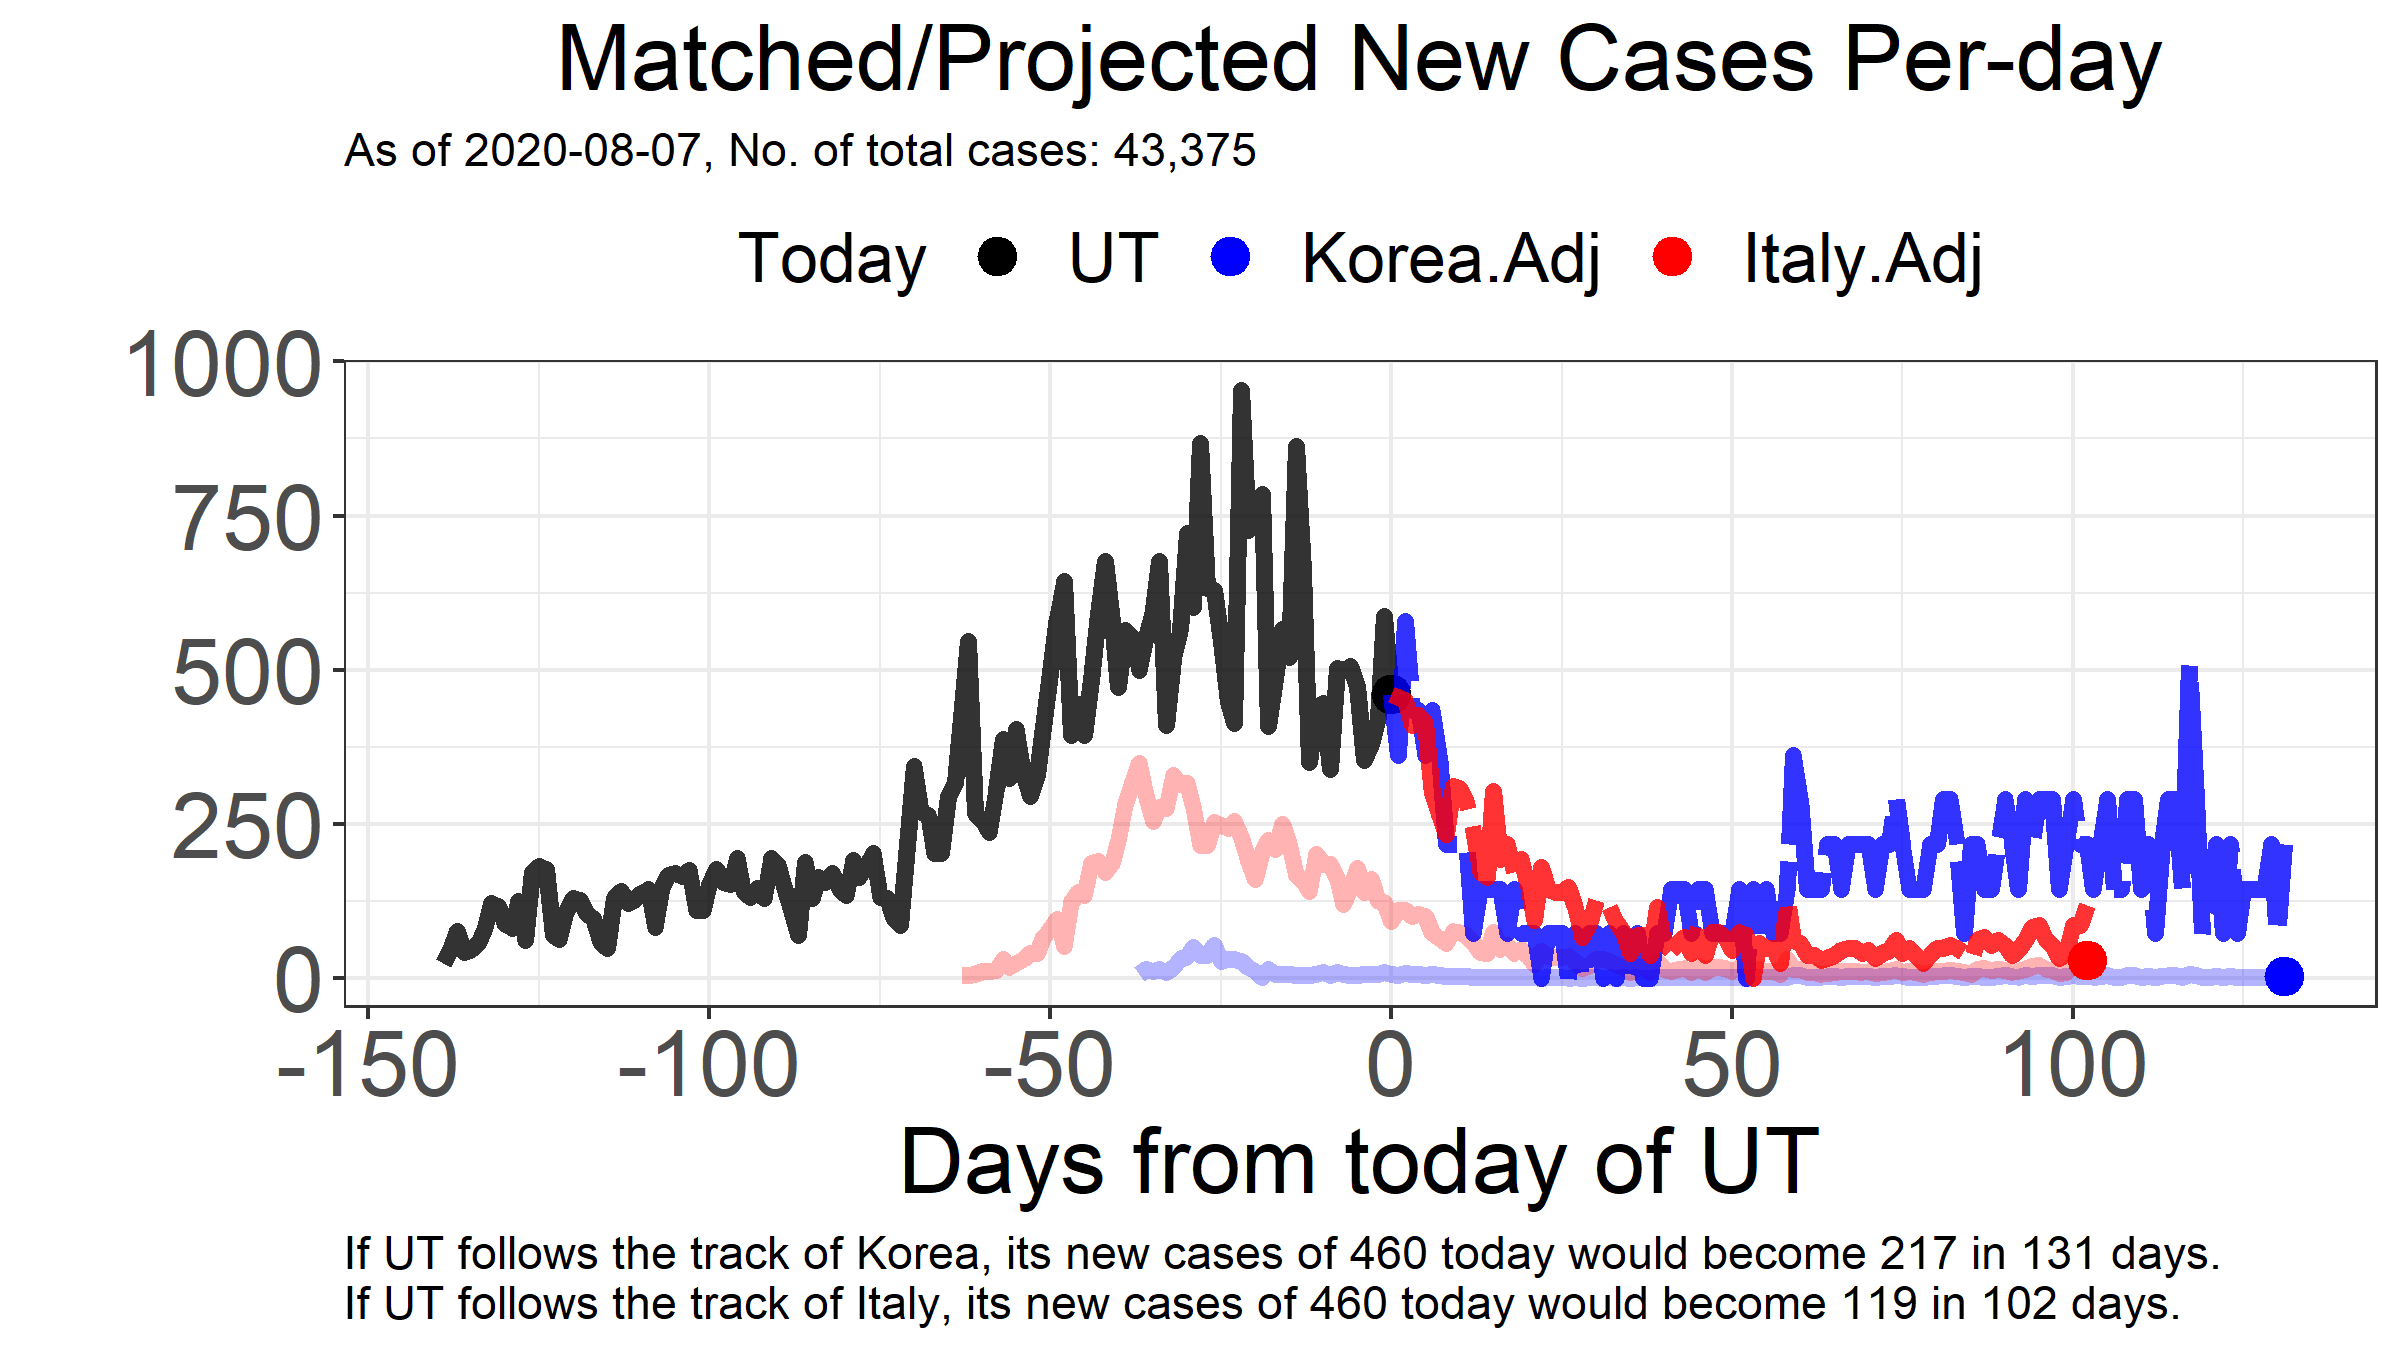 Matched/Projected New Cases Per-day
As of 2020-08-07, No. of total cases: 43,375
Today UT Korea.Adj Italy.Adj
1000
750
500
250
0
-150 -100 -50 0 50 100
Days from today of UT
If UT follows the track of Korea, its new cases of 460 today would become 217 in 131 days.
If UT follows the track of Italy, its new cases of 460 today would become 119 in 102 days.